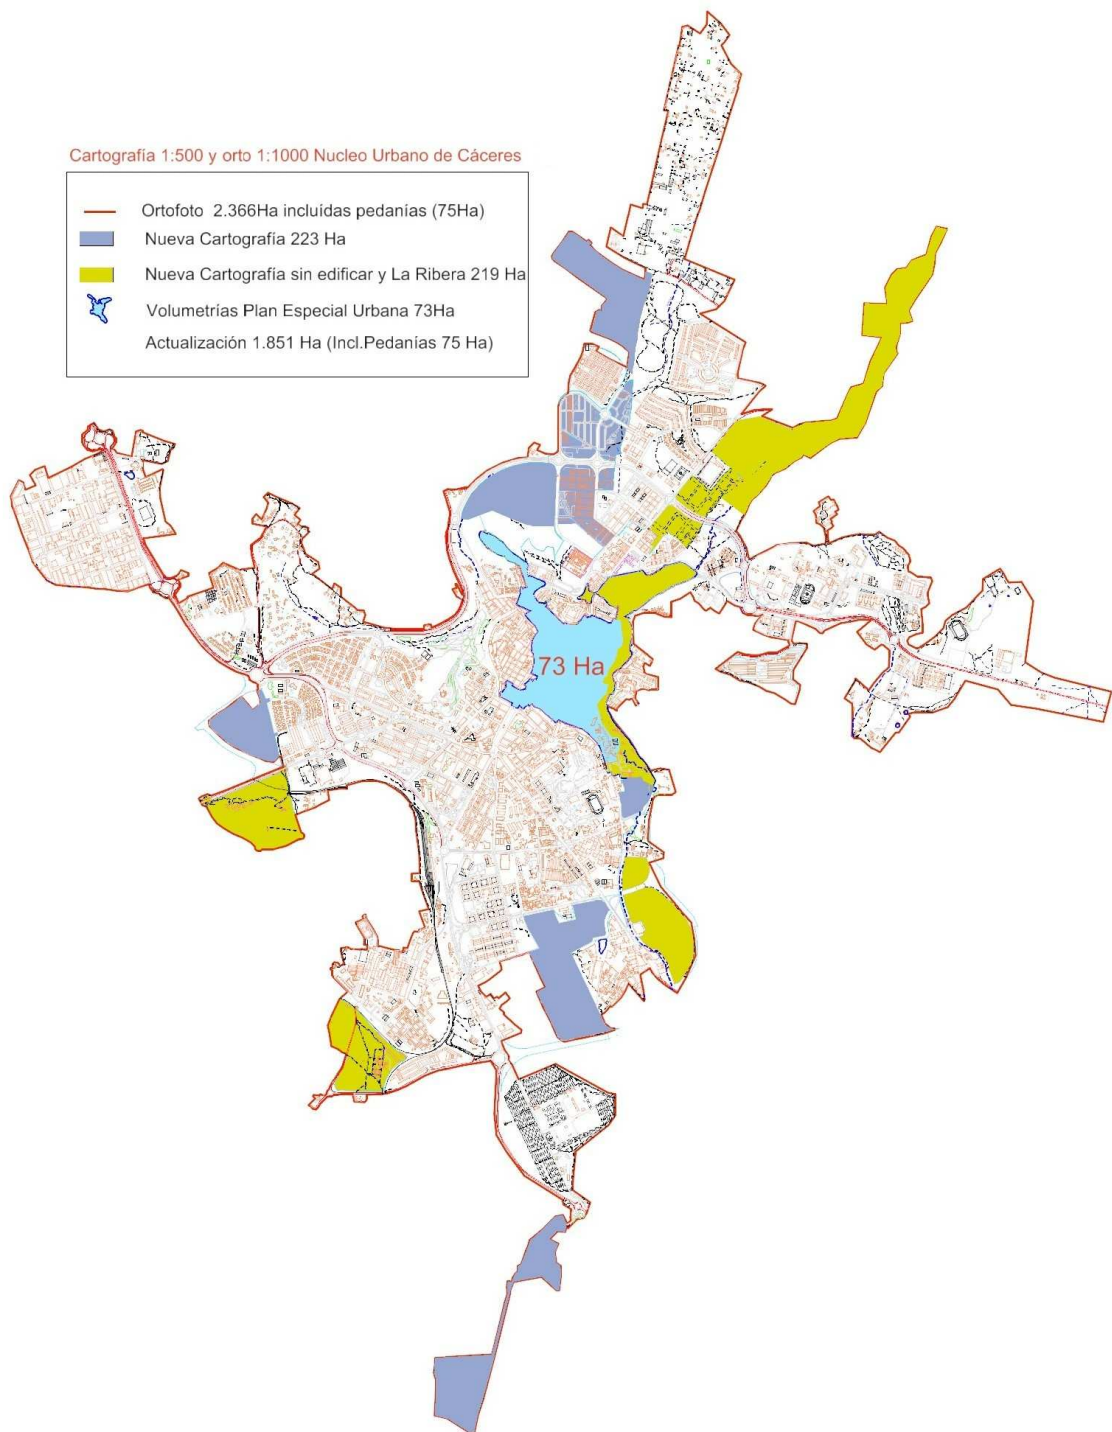 Cartografía 1:500 y orto 1:1000 Nucleo Urbano de Cáceres
Ortofoto 2.366Ha incluídas pedanías (75Ha)
Nueva Cartografía 223 Ha
Nueva Cartografía sin edificar y La Ribera 219 Ha
Volumetrías Plan Especial Urbana 73Ha
Actualización 1.851 Ha (Incl.Pedanías 75 Ha)
73 Ha